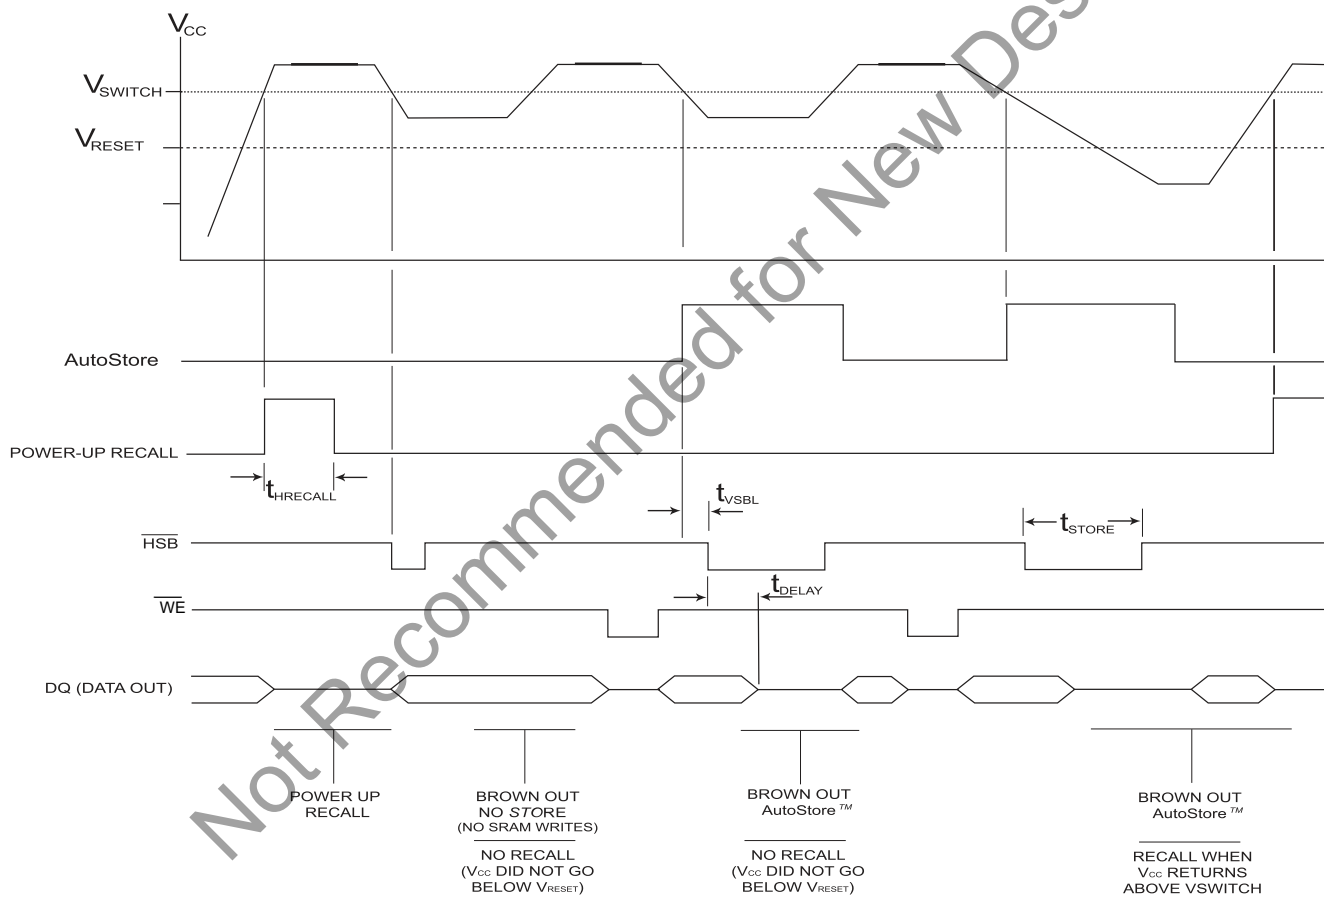 VCC
VSWITCH
VRESET
AutoStore
POWER-UP RECALL
tHRECALL
tVSBL
HSB
tSTORE
tDELAY
WE
DQ (DATA OUT)
POWER UP
RECALL
BROWN OUT
NO STORE
(NO SRAM WRITES)
NO RECALL
(VCC DID NOT GO
BELOW VRESET)
BROWN OUT
AutoStore™
NO RECALL
(VCC DID NOT GO
BELOW VRESET)
BROWN OUT
AutoStore™
RECALL WHEN
VCC RETURNS
ABOVE VSWITCH
Not Recommended for New Des